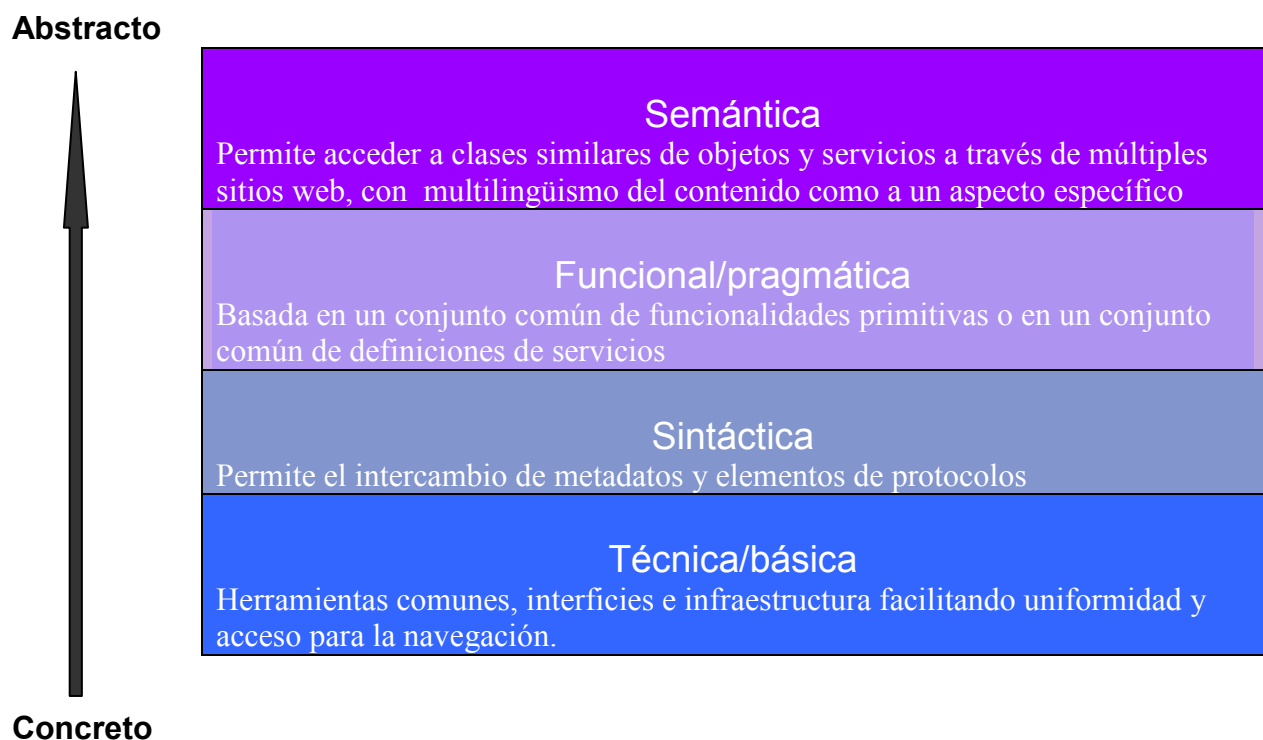 Abstracto
Semántica
Permite acceder a clases similares de objetos y servicios a través de múltiples
sitios web, con  multilingüismo del contenido como a un aspecto específico
Funcional/pragmática
Basada en un conjunto común de funcionalidades primitivas o en un conjunto
común de definiciones de servicios
Sintáctica
Permite el intercambio de metadatos y elementos de protocolos
Técnica/básica
Herramientas comunes, interficies e infraestructura facilitando uniformidad y
acceso para la navegación.
Concreto